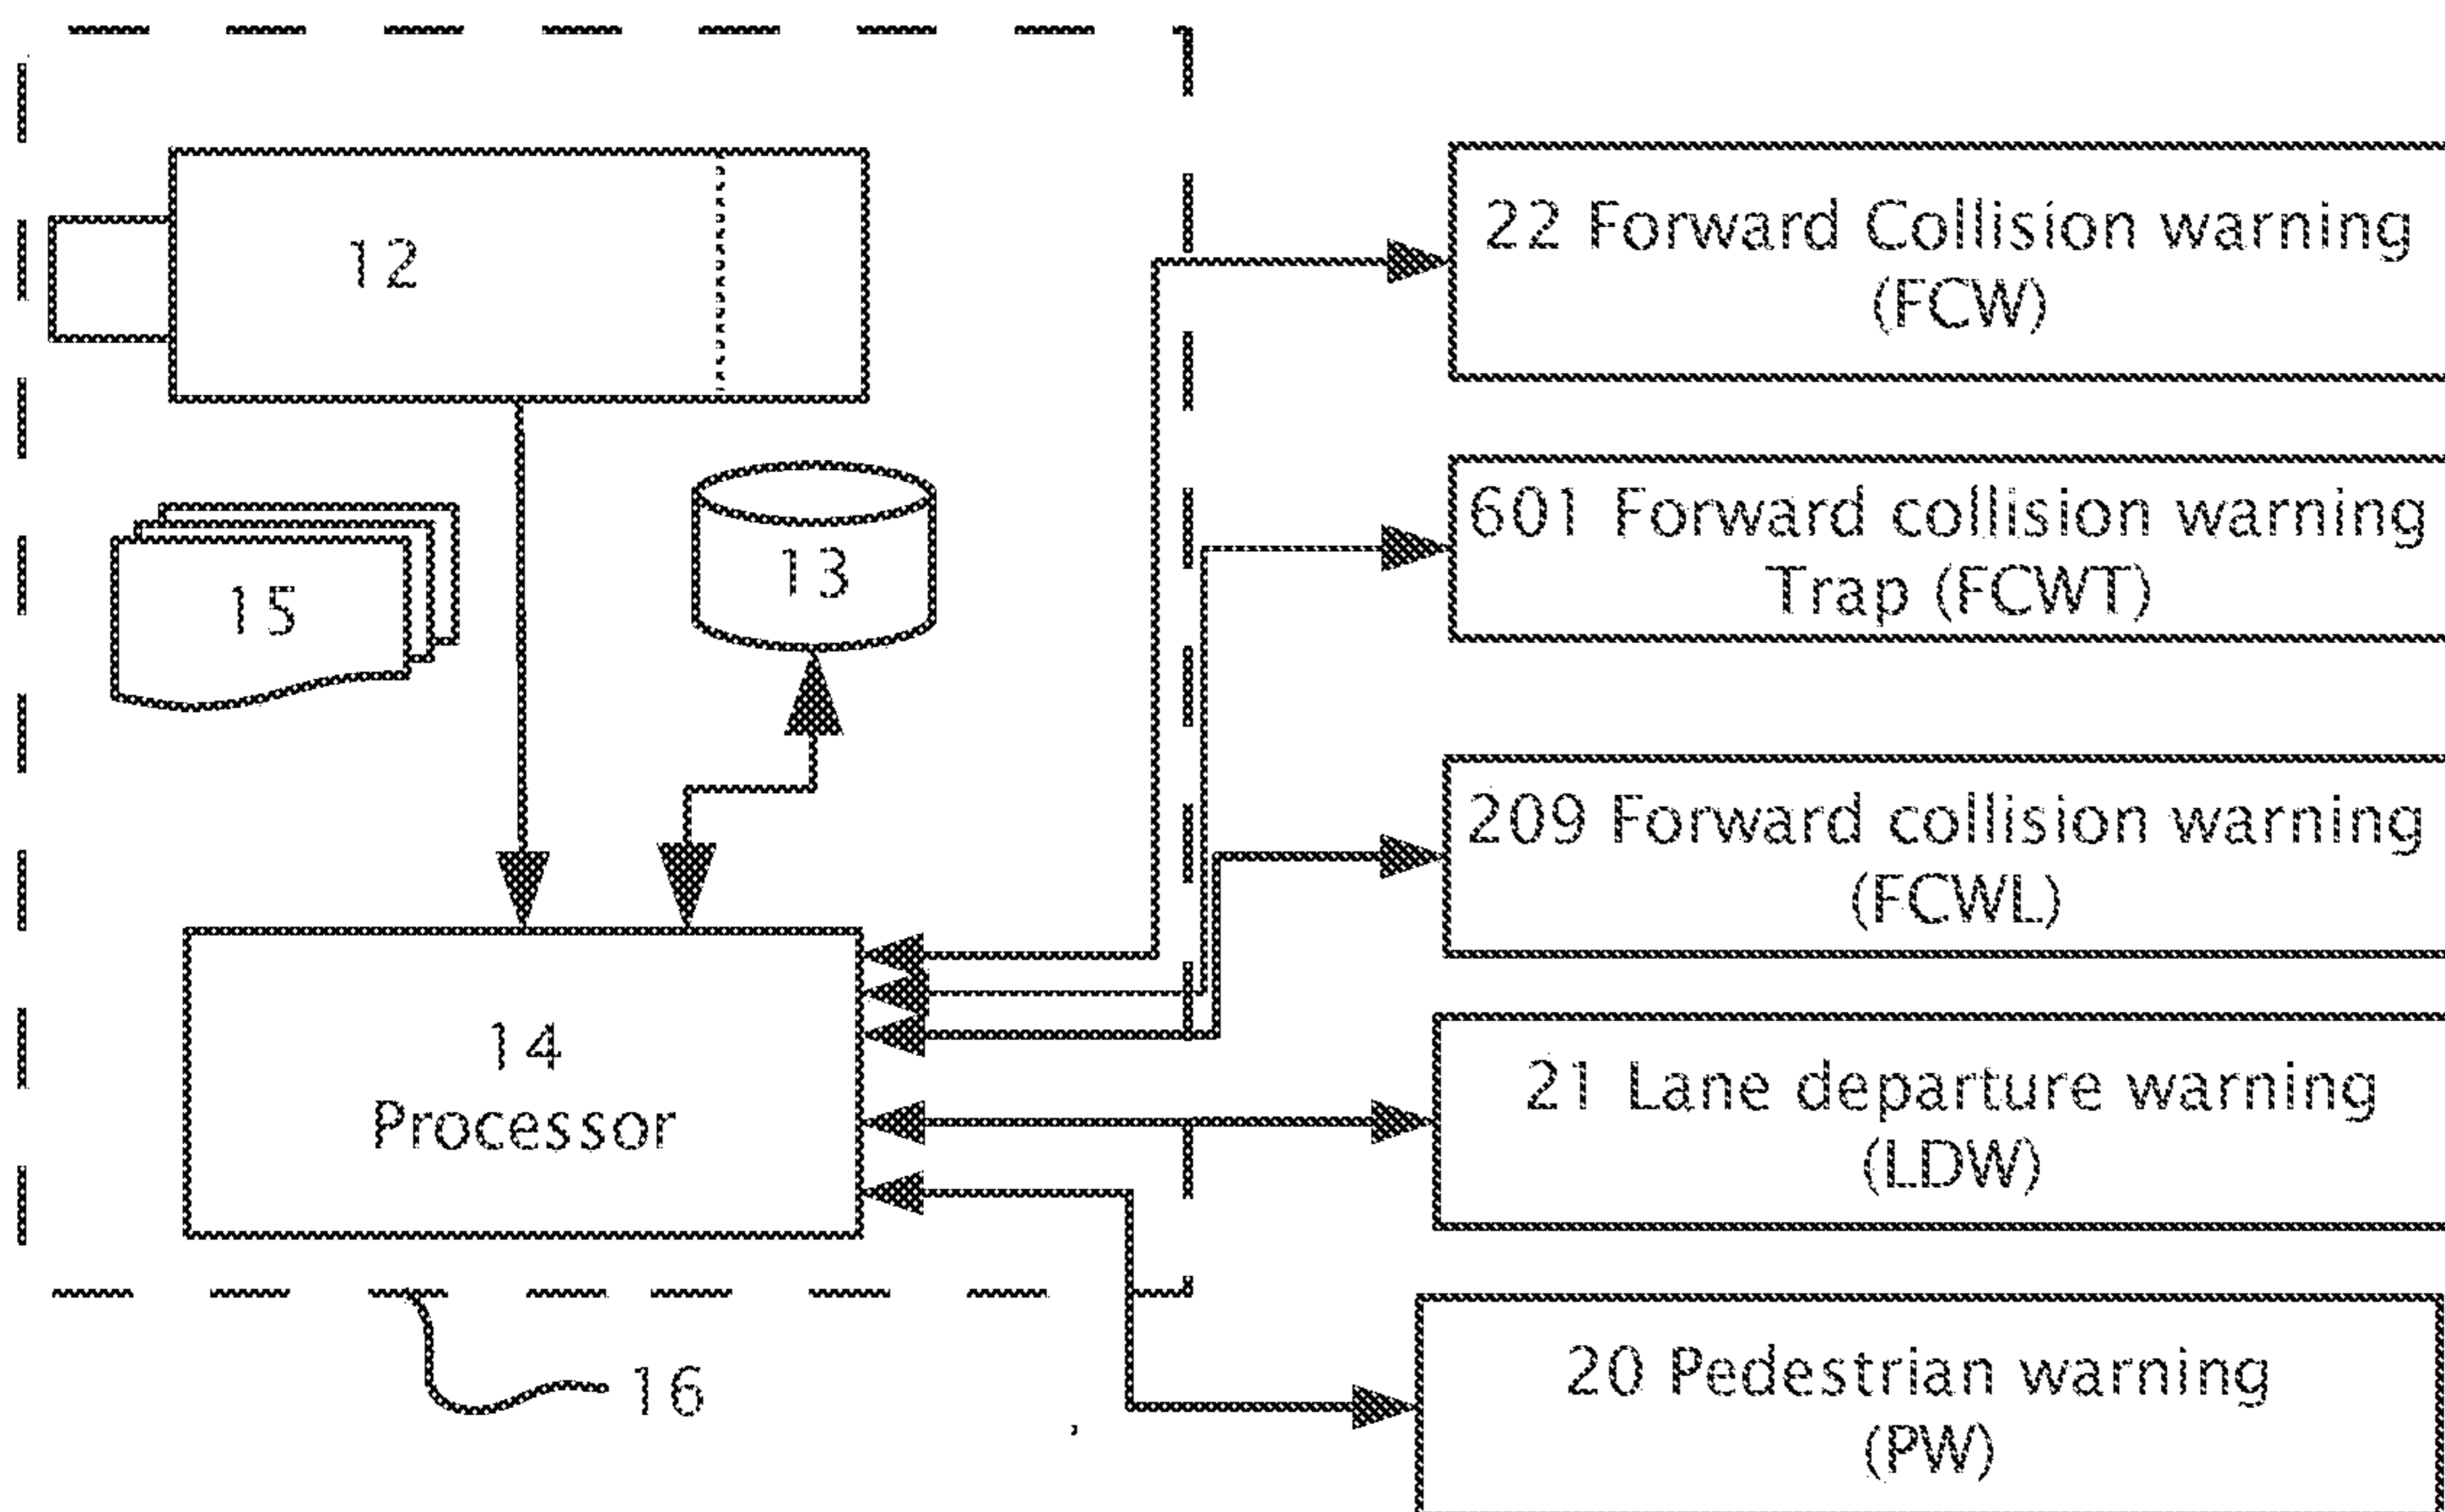 12
15
13
14
Processor
16
22 Forward Collision warning
(FCW)
601 Forward collision warning
Trap (FCWT)
209 Forward collision warning
(FCWL)
21 Lane departure warning
(LDW)
20 Pedestrian warning
(PW)